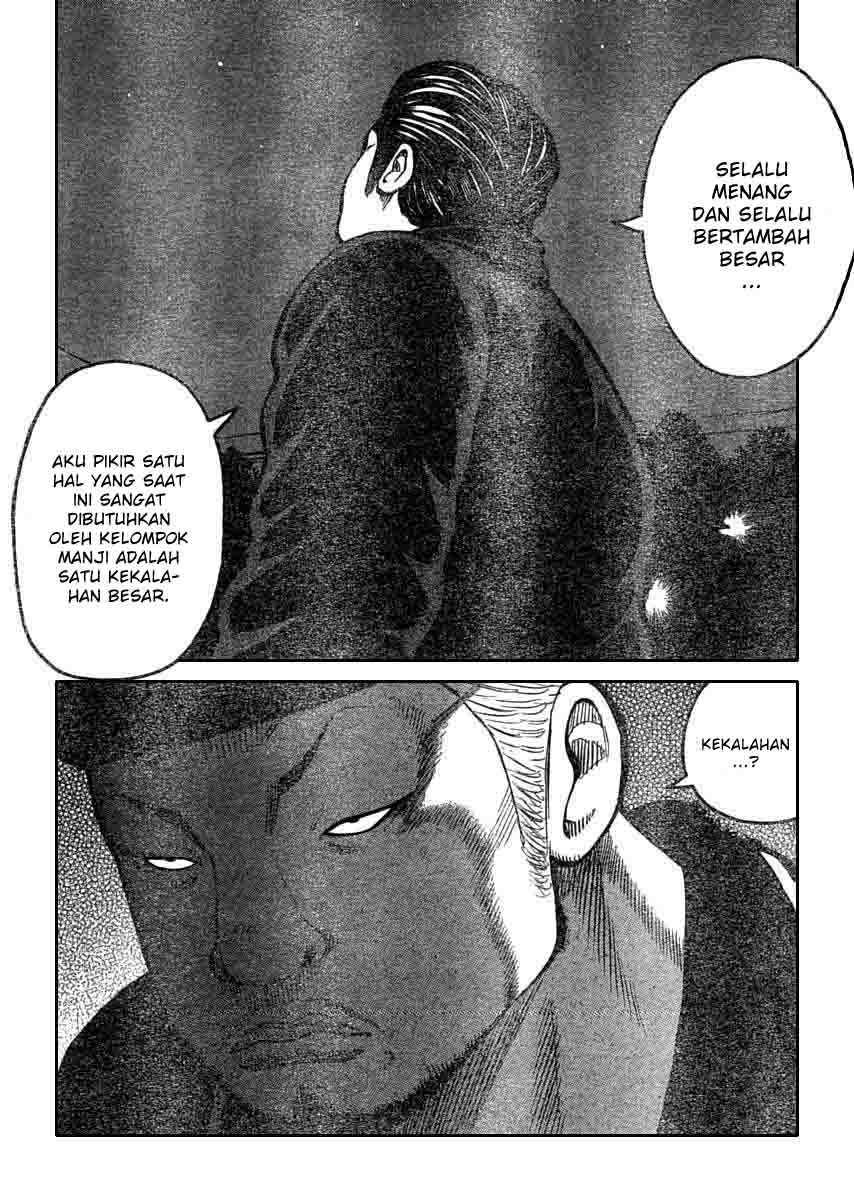 SELALU
MENANG
DAN SELALU
BERTAMBAH
BESAR
...
AKU PIKIR SATU
HAL YANG SAAT
INI SANGAT
DIBUTUHKAN
OLEH KELOMPOK
MANJI ADALAH
SATU KEKALA-
HAN BESAR.
KEKALAHAN
...?